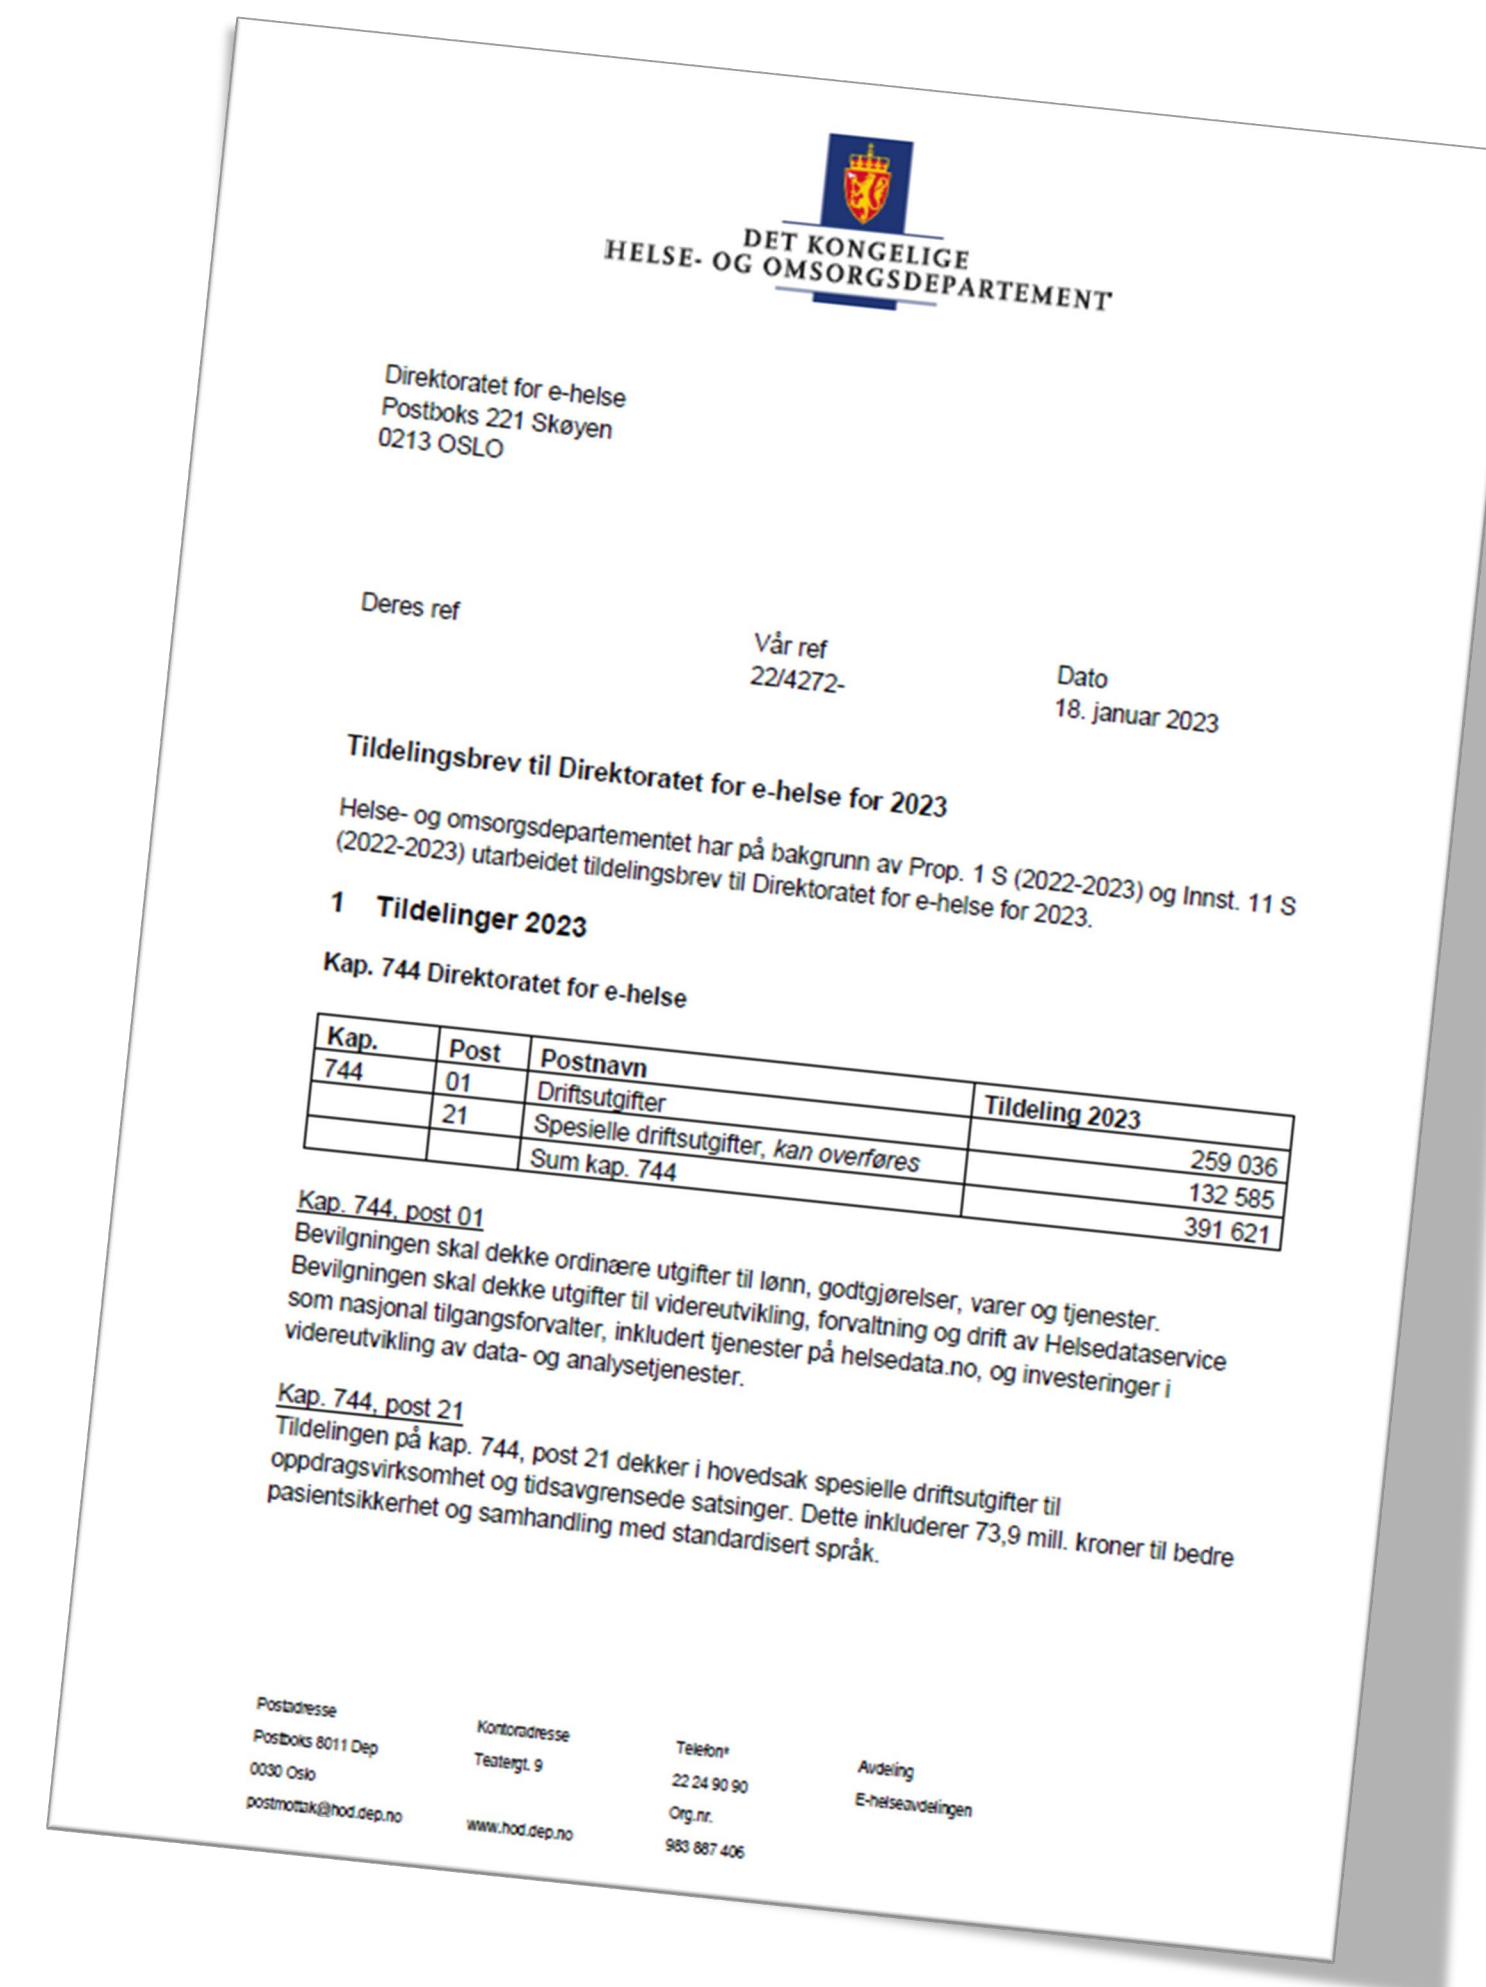 DET KONGELIGE
HELSE- OG OMSORGSDEPARTEMENT
Direktoratet for e-helse
Postboks 221 Skøyen
0213 OSLO
Deres ref
Vår ref
22/4272-
Dato
18. januar 2023
Tildelingsbrev til Direktoratet for e-helse for 2023
Helse- og omsorgsdepartementet har på bakgrunn av Prop. 1 S (2022-2023) og Innst. 11 S
(2022-2023) utarbeidet tildelingsbrev til Direktoratet for e-helse for 2023.
1 Tildelinger 2023
Kap. 744 Direktoratet for e-helse
Kap. Post Postnavn Tildeling 2023
744 01 Driftsutgifter 259 036
21 Spesielle driftsutgifter, kan overføres 132 585
Sum kap. 744 391 621
Kap. 744, post 01
Bevilgningen skal dekke ordinære utgifter til lønn, godtgjørelser, varer og tjenester.
Bevilgningen skal dekke utgifter til videreutvikling, forvaltning og drift av Helsedataservice
som nasjonal tilgangsforvalter, inkludert tjenester på helsedata.no, og investeringer i
videreutvikling av data- og analysetjenester.
Kap. 744, post 21
Tildelingen på kap. 744, post 21 dekker i hovedsak spesielle driftsutgifter til
oppdragsvirksomhet og tidsavgrensede satsinger. Dette inkluderer 73,9 mill. kroner til bedre
pasientsikkerhet og samhandling med standardisert språk.
Postadresse
Postboks 8011 Dep
0030 Oslo
postmottak@hod.dep.no
Kontoradresse
Teatergt. 9
www.hod.dep.no
Telefon*
22 24 90 90
Org.nr.
983 887 406
Avdeling
E-helseavdelingen